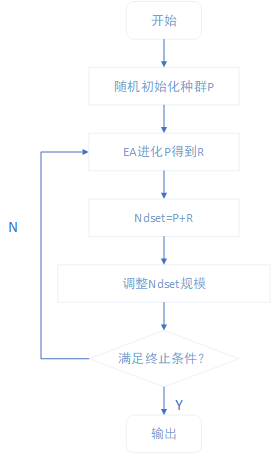 开始
随机初始化种群P
EA进化P得到R
N
Ndset=P+R
调整Ndset规模
满足终止条件?
Y
输出